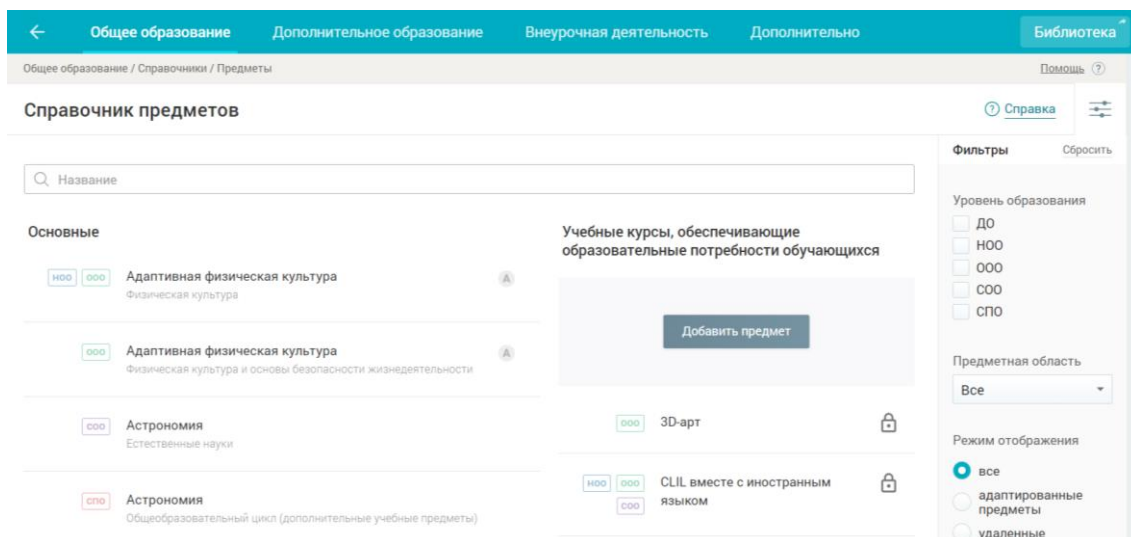 Общее образование Дополнительное образование Внеурочная деятельность Дополнительно Библиотека
Общее образование / Справочники / Предметы Помощь ?
Справочник предметов ? Справка
Название
Основные
НОО ООО Адаптивная физическая культура А
Физическая культура
ООО Адаптивная физическая культура А
Физическая культура и основы безопасности жизнедеятельности
СОО Астрономия
Естественные науки
СПО Астрономия
Общеобразовательный цикл (дополнительные учебные предметы)
Учебные курсы, обеспечивающие
образовательные потребности обучающихся
Добавить предмет
ООО 3D-арт
НОО ООО CLIL вместе с иностранным
СОО языком
Фильтры Сбросить
Уровень образования
ДО
НОО
ООО
СОО
СПО
Предметная область
Все
Режим отображения
все
адаптированные
предметы
удаленные